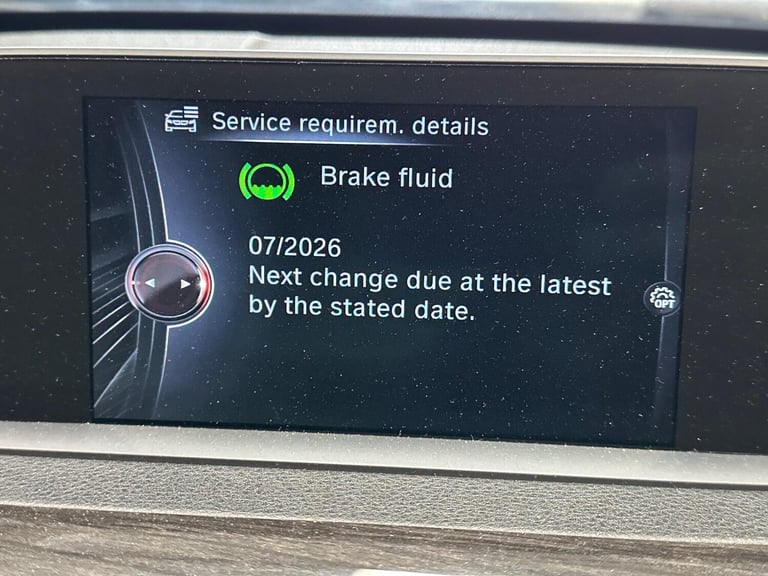 Service requirem. details
Brake fluid
07/2026
Next change due at the latest
by the stated date.
OPT